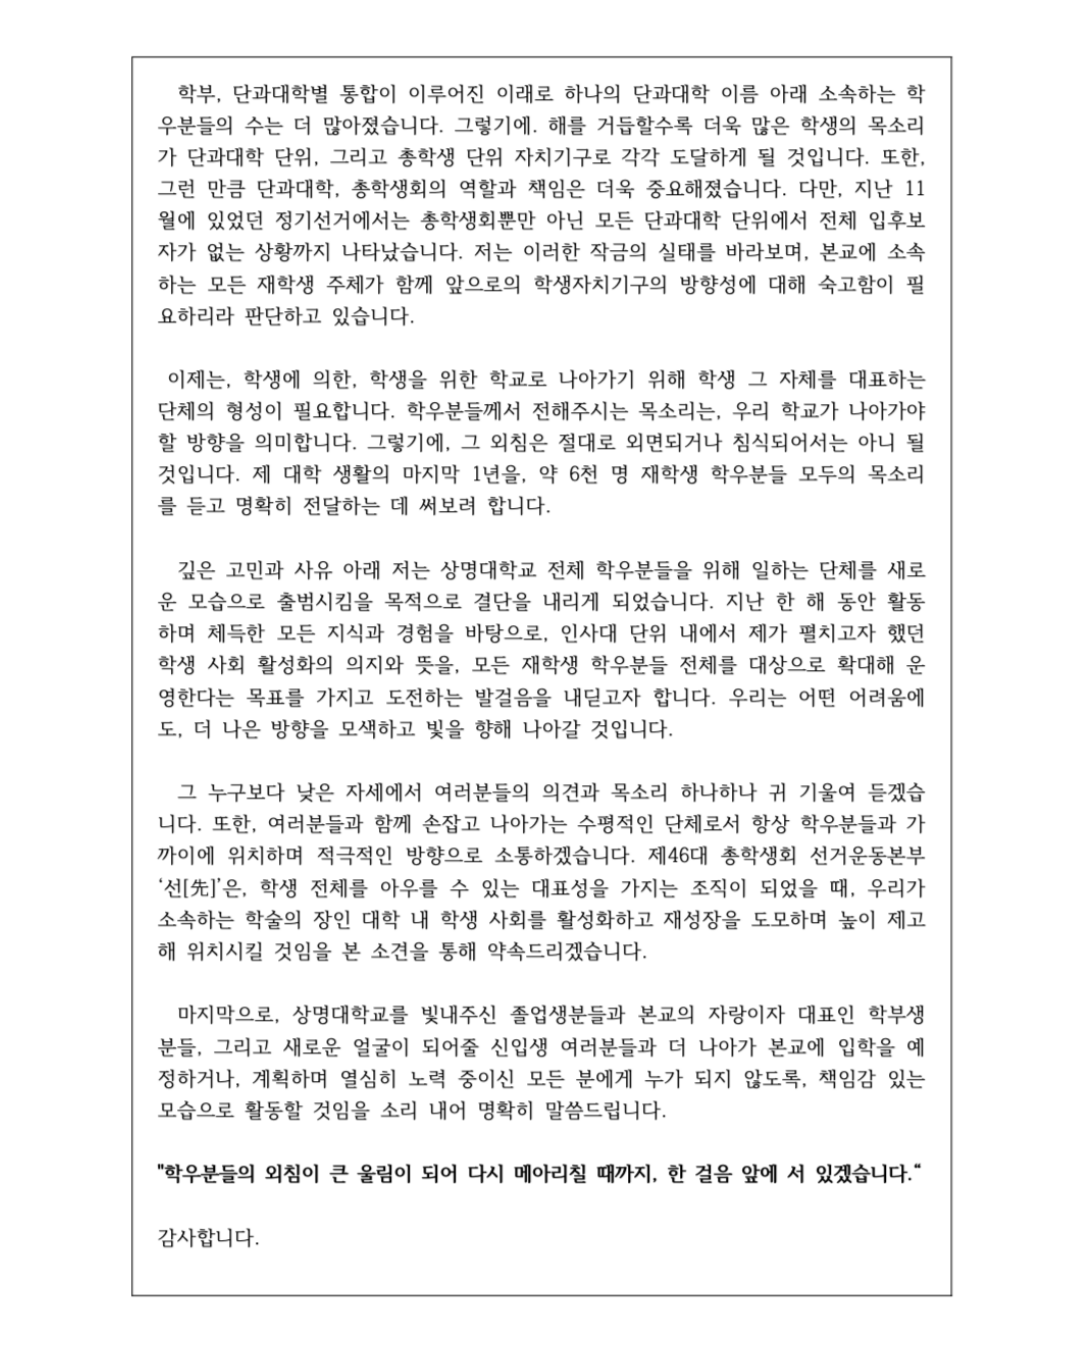 학부, 단과대학별 통합이 이루어진 이래로 하나의 단과대학 이름 아래 소속하는 학
우분들의 수는 더 많아졌습니다. 그렇기에. 해를 거듭할수록 더욱 많은 학생의 목소리
가 단과대학 단위, 그리고 총학생 단위 자치기구로 각각 도달하게 될 것입니다. 또한,
그런 만큼 단과대학, 총학생회의 역할과 책임은 더욱 중요해졌습니다. 다만, 지난 11
월에 있었던 정기선거에서는 총학생회뿐만 아닌 모든 단과대학 단위에서 전체 입후보
자가 없는 상황까지 나타났습니다. 저는 이러한 작금의 실태를 바라보며, 본교에 소속
하는 모든 재학생 주체가 함께 앞으로의 학생자치기구의 방향성에 대해 숙고함이 필
요하리라 판단하고 있습니다.
이제는, 학생에 의한, 학생을 위한 학교로 나아가기 위해 학생 그 자체를 대표하는
단체의 형성이 필요합니다. 학우분들께서 전해주시는 목소리는, 우리 학교가 나아가야
할 방향을 의미합니다. 그렇기에, 그 외침은 절대로 외면되거나 침식되어서는 아니 될
것입니다. 제 대학 생활의 마지막 1년을, 약 6천 명 재학생 학우분들 모두의 목소리
를 듣고 명확히 전달하는 데 써보려 합니다.
깊은 고민과 사유 아래 저는 상명대학교 전체 학우분들을 위해 일하는 단체를 새로
운 모습으로 출범시킴을 목적으로 결단을 내리게 되었습니다. 지난 한 해 동안 활동
하며 체득한 모든 지식과 경험을 바탕으로, 인사대 단위 내에서 제가 펼치고자 했던
학생 사회 활성화의 의지와 뜻을, 모든 재학생 학우분들 전체를 대상으로 확대해 운
영한다는 목표를 가지고 도전하는 발걸음을 내딛고자 합니다. 우리는 어떤 어려움에
도, 더 나은 방향을 모색하고 빛을 향해 나아갈 것입니다.
그 누구보다 낮은 자세에서 여러분들의 의견과 목소리 하나하나 귀 기울여 듣겠습
니다. 또한, 여러분들과 함께 손잡고 나아가는 수평적인 단체로서 항상 학우분들과 가
까이에 위치하며 적극적인 방향으로 소통하겠습니다. 제46대 총학생회 선거운동본부
‘선[先]’은, 학생 전체를 아우를 수 있는 대표성을 가지는 조직이 되었을 때, 우리가
소속하는 학술의 장인 대학 내 학생 사회를 활성화하고 재성장을 도모하며 높이 제고
해 위치시킬 것임을 본 소견을 통해 약속드리겠습니다.
마지막으로, 상명대학교를 빛내주신 졸업생분들과 본교의 자랑이자 대표인 학부생
분들, 그리고 새로운 얼굴이 되어줄 신입생 여러분들과 더 나아가 본교에 입학을 예
정하거나, 계획하며 열심히 노력 중이신 모든 분에게 누가 되지 않도록, 책임감 있는
모습으로 활동할 것임을 소리 내어 명확히 말씀드립니다.
"학우분들의 외침이 큰 울림이 되어 다시 메아리칠 때까지, 한 걸음 앞에 서 있겠습니다.“
감사합니다.